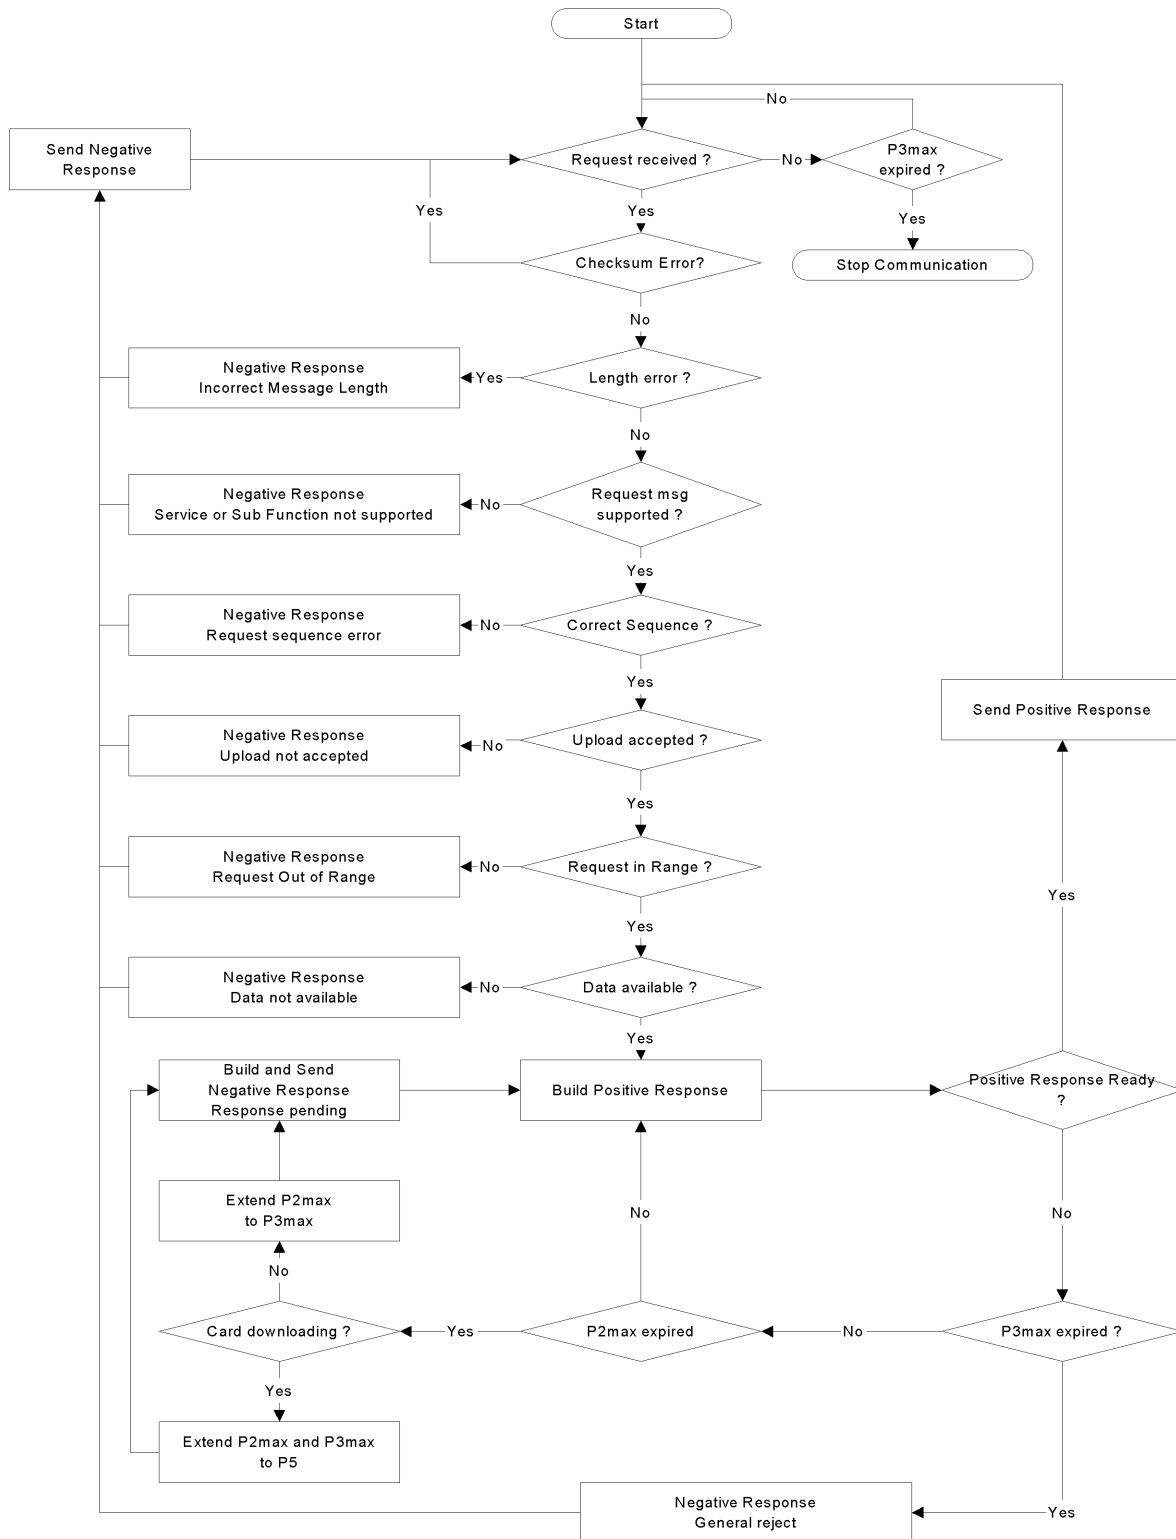 Start
No
Send Negative
Response
Request received ?
No
P3max
expired ?
Yes
Yes
Yes
Checksum Error?
Stop Communication
No
Negative Response
Incorrect Message Length
Yes
Length error ?
No
Negative Response
Service or Sub Function not supported
No
Request msg
supported ?
Yes
Negative Response
Request sequence error
No
Correct Sequence ?
Yes
Send Positive Response
Negative Response
Upload not accepted
No
Upload accepted ?
Yes
Negative Response
Request Out of Range
No
Request in Range ?
Yes
Yes
Negative Response
Data not available
No
Data available ?
Yes
Build and Send
Negative Response
Response pending
Build Positive Response
Positive Response Ready
?
Extend P2max
to P3max
No
No
No
Card downloading ?
Yes
P2max expired
No
P3max expired ?
Yes
Extend P2max and P3max
to P5
Negative Response
General reject
Yes